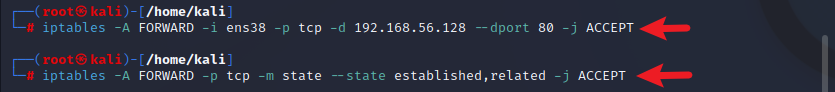 ┌──(root㉿kali)-[/home/kali]
└─# iptables -A FORWARD -i ens38 -p tcp -d 192.168.56.128 --dport 80 -j ACCEPT
┌──(root㉿kali)-[/home/kali]
└─# iptables -A FORWARD -p tcp -m state --state established,related -j ACCEPT